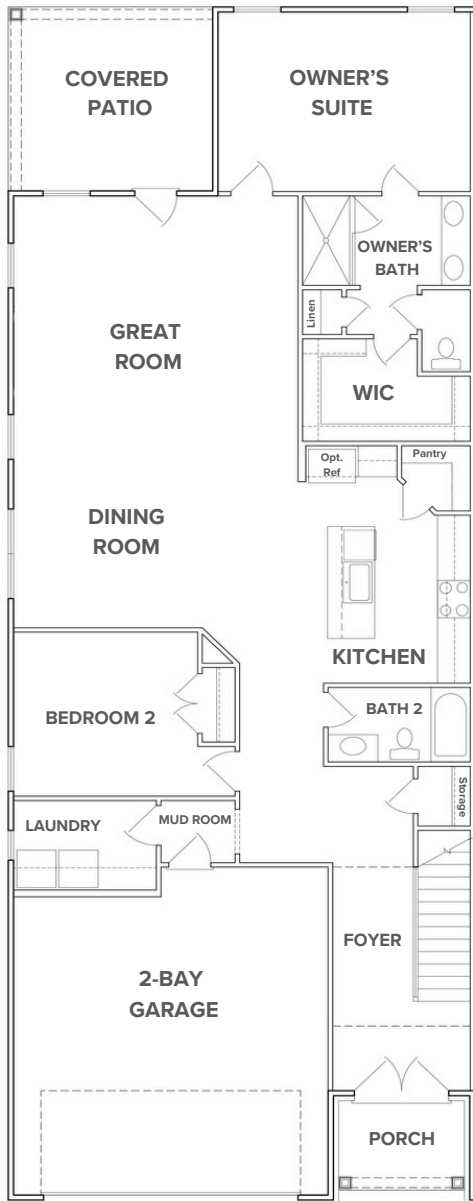 COVERED
PATIO
OWNER'S
SUITE
OWNER'S
BATH
Linen
GREAT
ROOM
WIC
Opt.
Ref
Pantry
DINING
ROOM
KITCHEN
BEDROOM 2
BATH 2
Storage
LAUNDRY
MUD ROOM
FOYER
2-BAY
GARAGE
PORCH